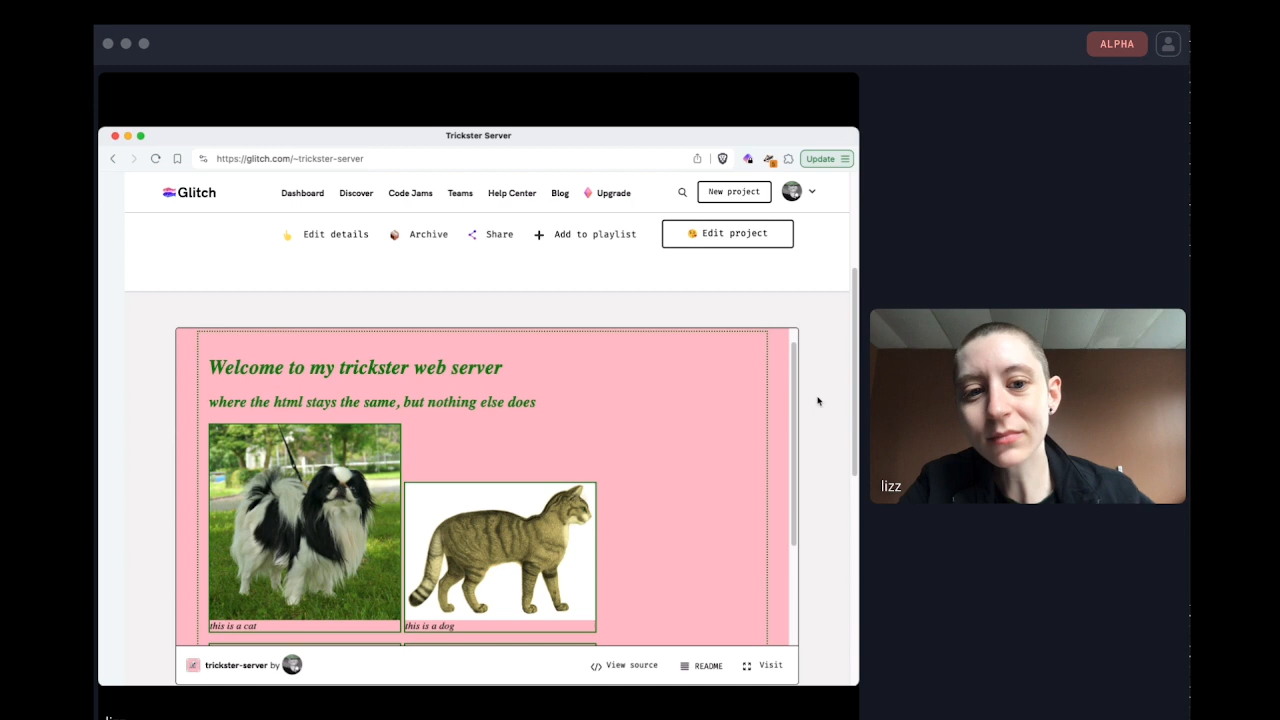 ALPHA
Trickster Server
https://glitch.com/~trickster-server
Update
Glitch
Dashboard Discover Code Jams Teams Help Center Blog Upgrade New project
Edit details Archive Share Add to playlist Edit project
Welcome to my trickster web server
where the html stays the same, but nothing else does
this is a cat
this is a dog
trickster-server by
View source README Visit
lizz